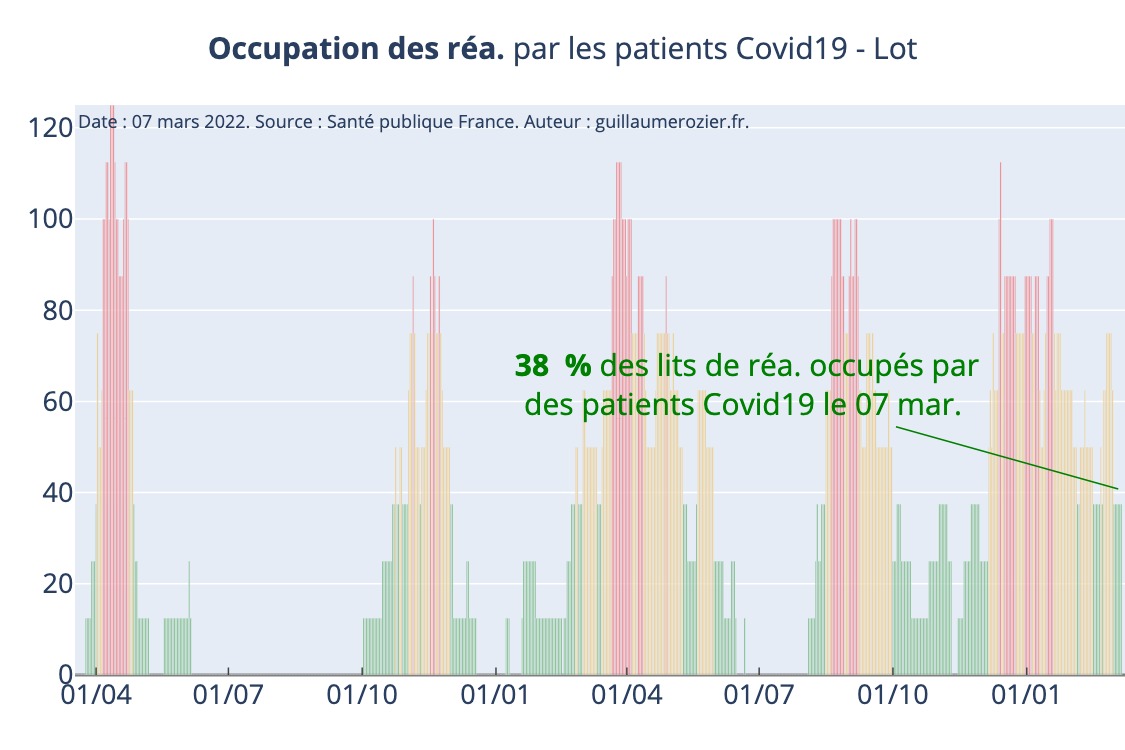 Occupation des réa. par les patients Covid19 - Lot
Date : 07 mars 2022. Source : Santé publique France. Auteur : guillaumerozier.fr.
120
100
80
60
40
20
0
38 % des lits de réa. occupés par
des patients Covid19 le 07 mar.
01/04 01/07 01/10 01/01 01/04 01/07 01/10 01/01